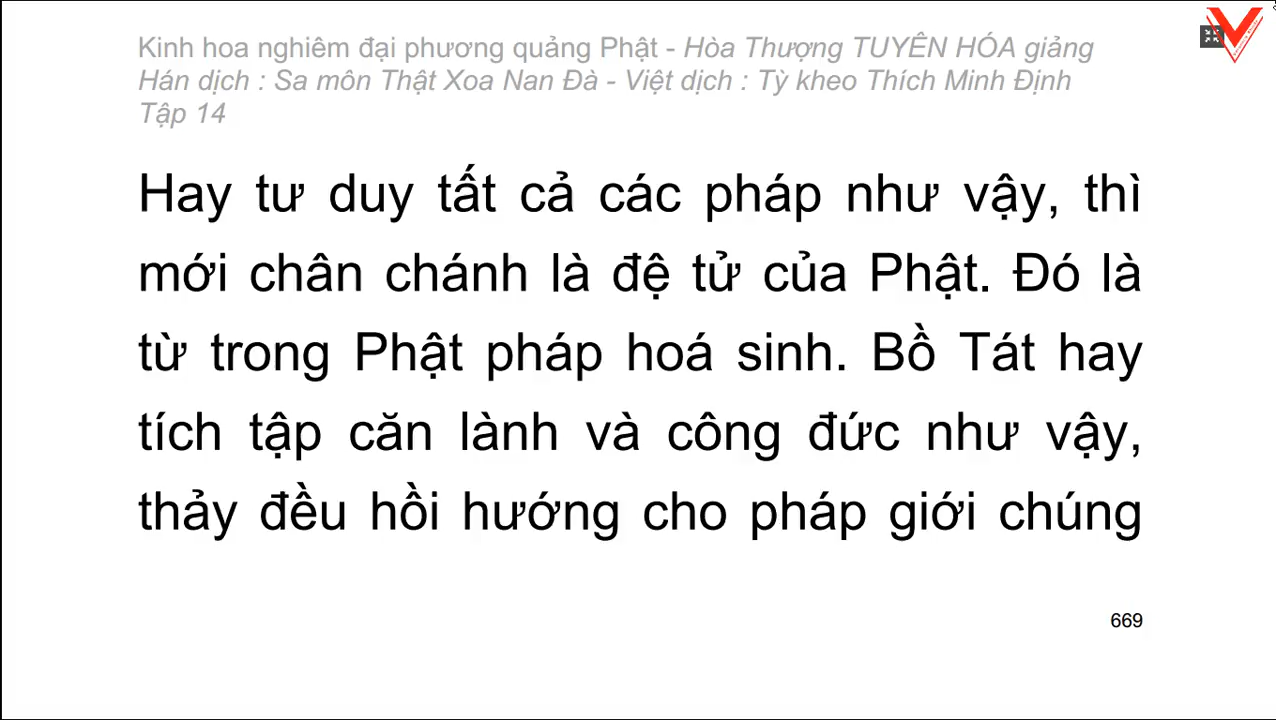 Kinh hoa nghiêm đại phương quảng Phật - Hòa Thượng TUYÊN HÓA giảng
Hán dịch : Sa môn Thật Xoa Nan Đà - Việt dịch : Tỳ kheo Thích Minh Định
Tập 14
Hay tư duy tất cả các pháp như vậy, thì
mới chân chánh là đệ tử của Phật. Đó là
từ trong Phật pháp hoá sinh. Bồ Tát hay
tích tập căn lành và công đức như vậy,
thảy đều hồi hướng cho pháp giới chúng
669